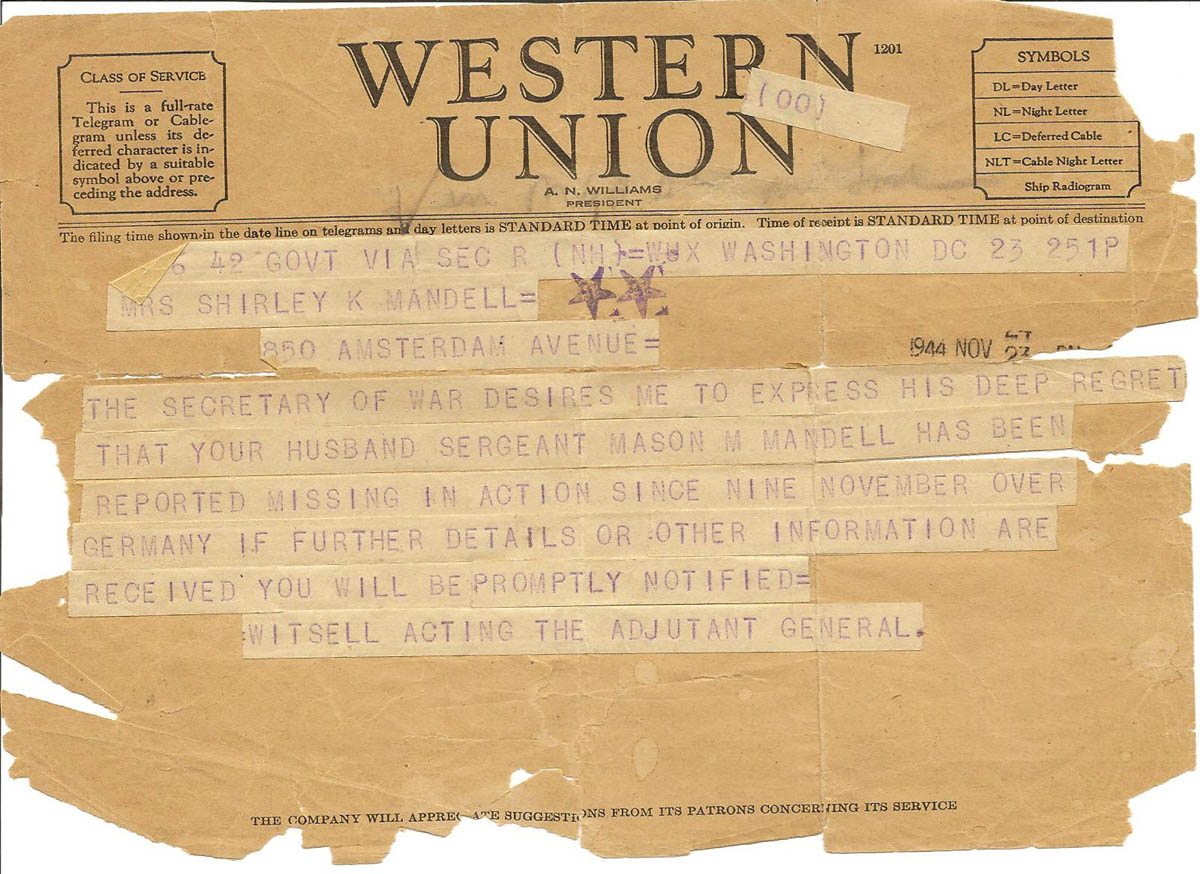 CLASS OF SERVICE
This is a full-rate
Telegram or Cable-
gram unless its de-
ferred character is in-
dicated by a suitable
symbol above or pre-
ceding the address.
WESTERN
UNION
1201
(00)
A. N. WILLIAMS
PRESIDENT
SYMBOLS
DL=Day Letter
NL=Night Letter
LC=Deferred Cable
NLT=Cable Night Letter
Ship Radiogram
The filing time shown in the date line on telegrams and day letters is STANDARD TIME at point of origin. Time of receipt is STANDARD TIME at point of destination
6 42 GOVT VIA SEC R (NH)=WUX WASHINGTON DC 23 251P
MRS SHIRLEY K MANDELL=
850 AMSTERDAM AVENUE=
1944 NOV 23
THE SECRETARY OF WAR DESIRES ME TO EXPRESS HIS DEEP REGRET
THAT YOUR HUSBAND SERGEANT MASON M MANDELL HAS BEEN
REPORTED MISSING IN ACTION SINCE NINE NOVEMBER OVER
GERMANY IF FURTHER DETAILS OR OTHER INFORMATION ARE
RECEIVED YOU WILL BE PROMPTLY NOTIFIED=
=WITSELL ACTING THE ADJUTANT GENERAL.
THE COMPANY WILL APPRECIATE SUGGESTIONS FROM ITS PATRONS CONCERNING ITS SERVICE